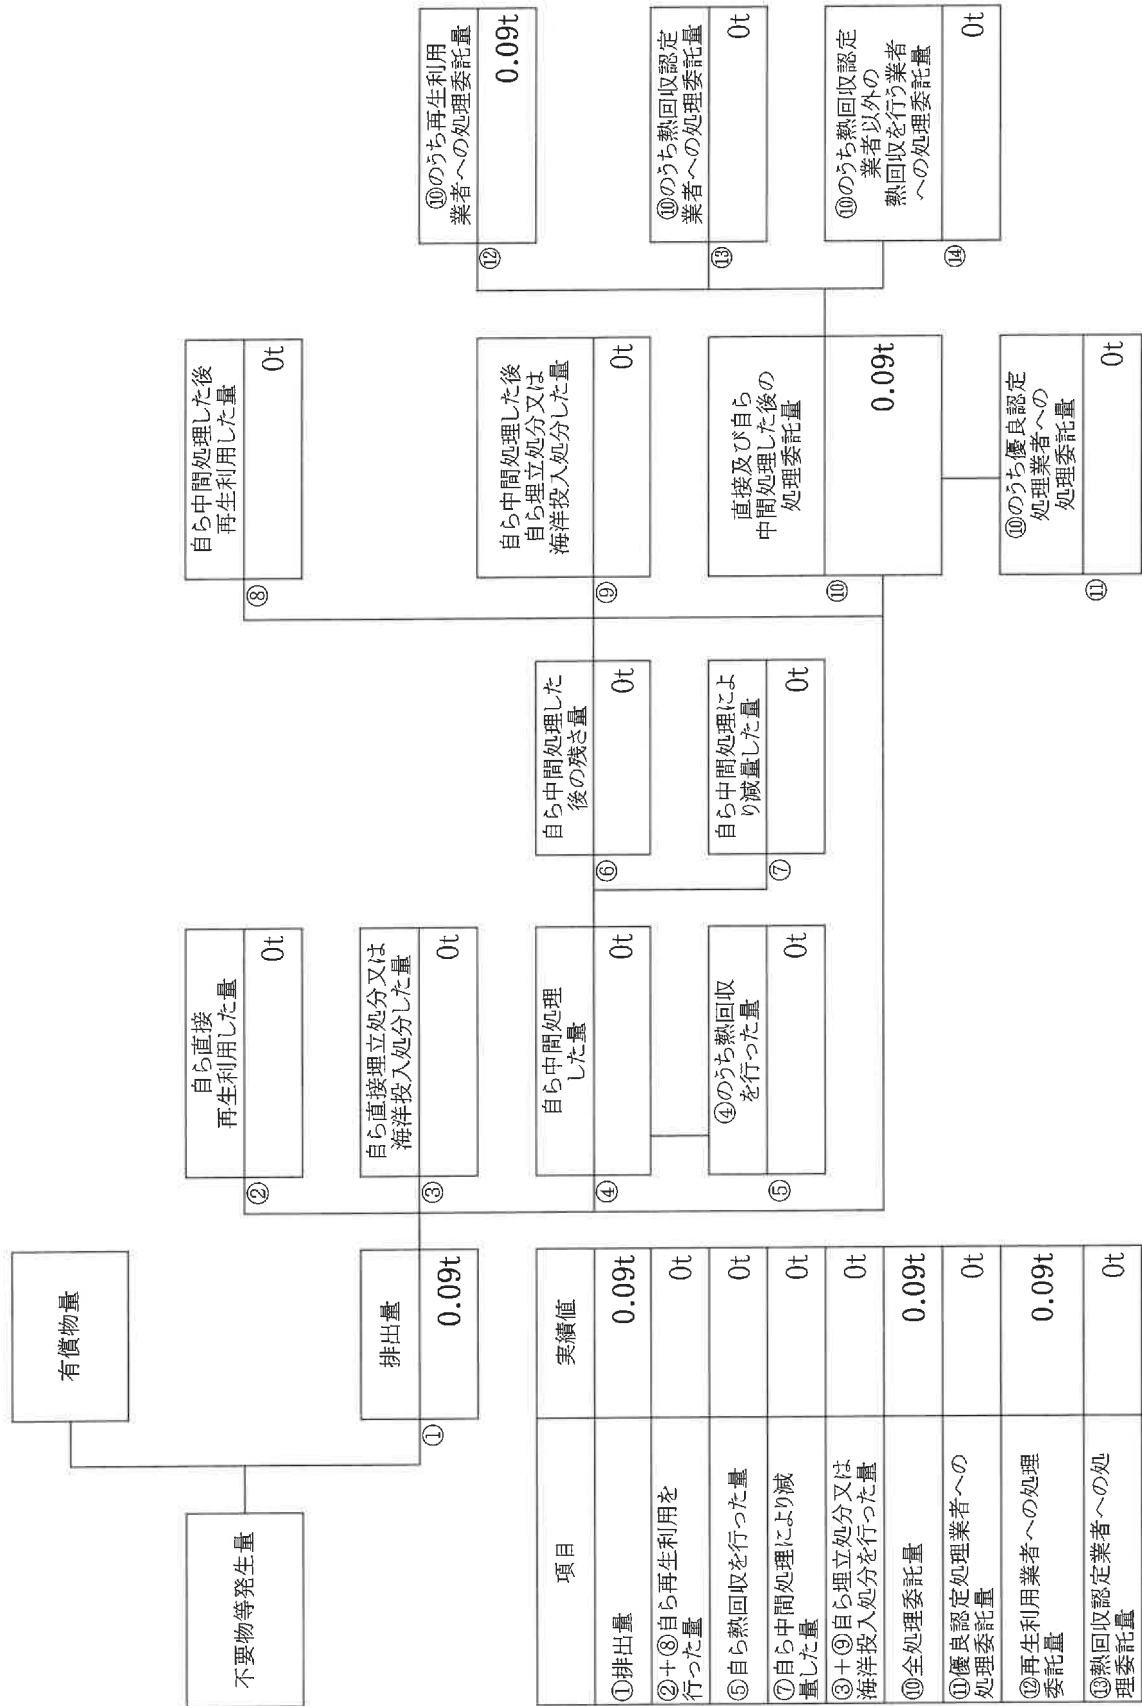 不要物等発生量
有償物量
①
排出量
0.09t
②
自ら直接
再生利用した量
0t
③
自ら直接埋立処分又は
海洋投入処分した量
0t
④
自ら中間処理
した量
0t
⑤
④のうち熱回収
を行った量
0t
⑥
自ら中間処理した
後の残さ量
0t
⑦
自ら中間処理によ
り減量した量
0t
⑧
自ら中間処理した後
再生利用した量
0t
⑨
自ら中間処理した後
自ら埋立処分又は
海洋投入処分した量
0t
⑩
直接及び自ら
中間処理した後の
処理委託量
0.09t
⑪
⑩のうち優良認定
処理業者への
処理委託量
0t
⑫
⑩のうち再生利用
業者への処理委託量
0.09t
⑬
⑩のうち熱回収認定
業者への処理委託量
0t
⑭
⑩のうち熱回収認定
業者以外の
熱回収を行う業者
への処理委託量
0t
項目 実績値
①排出量 0.09t
②+⑧自ら再生利用を
行った量 0t
⑤自ら熱回収を行った量 0t
⑦自ら中間処理により減
量した量 0t
③+⑨自ら埋立処分又は
海洋投入処分を行った量 0t
⑩全処理委託量 0.09t
⑪優良認定処理業者への
処理委託量 0t
⑫再生利用業者への処理
委託量 0.09t
⑬熱回収認定業者への処
理委託量 0t